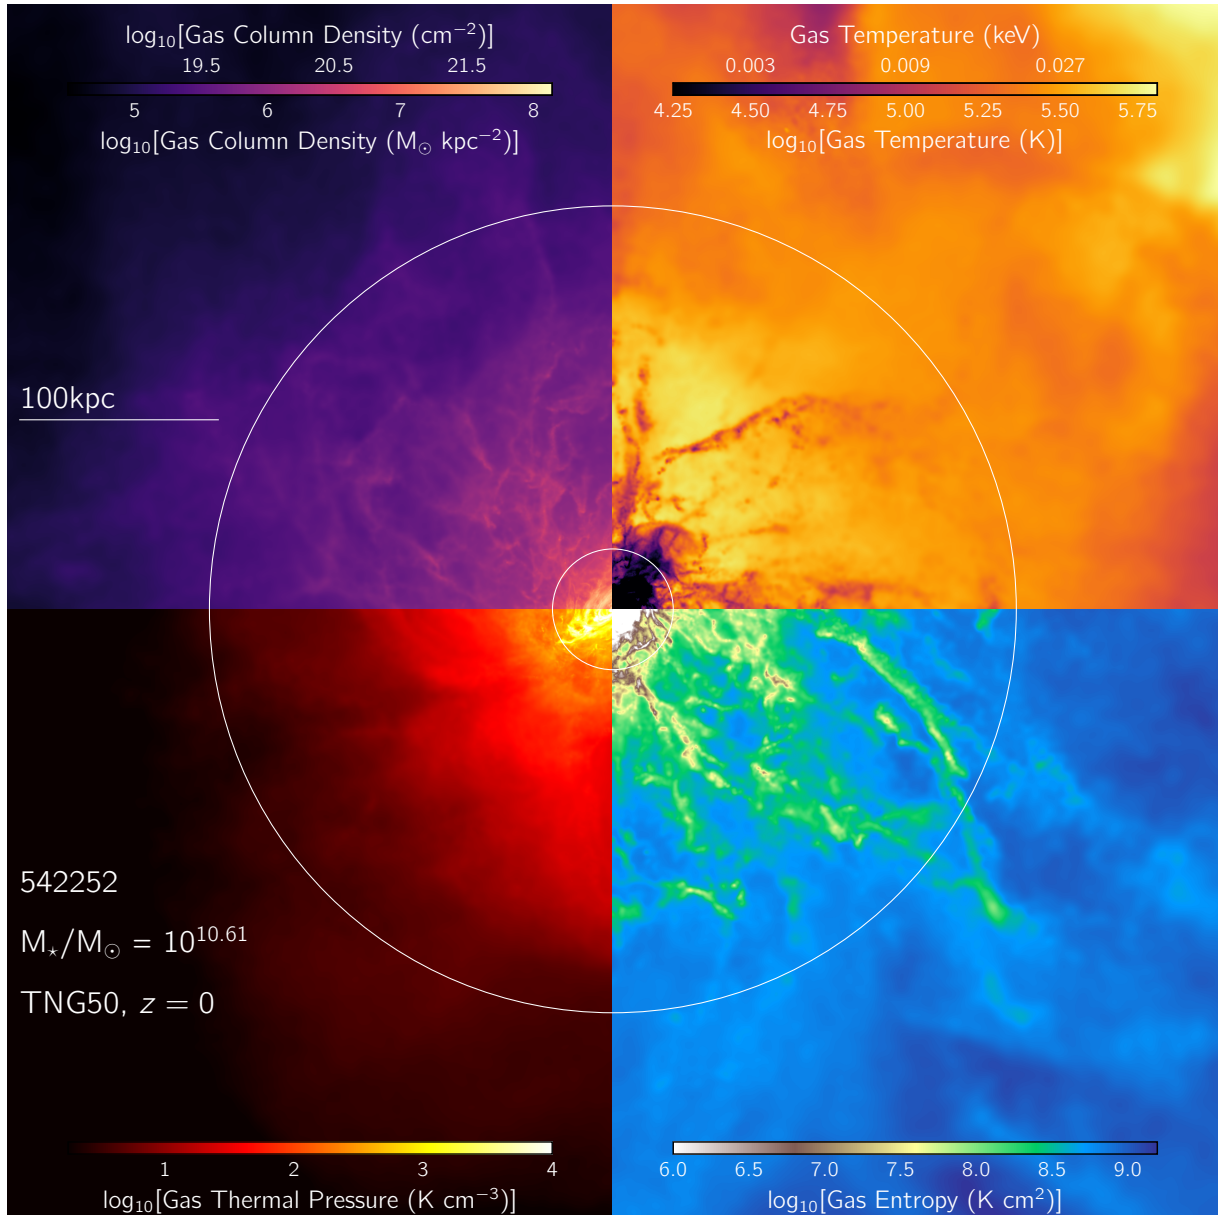 log₁₀[Gas Column Density (cm⁻²)]
19.5 20.5 21.5
5 6 7 8
log₁₀[Gas Column Density (M☉ kpc⁻²)]
Gas Temperature (keV)
0.003 0.009 0.027
4.25 4.50 4.75 5.00 5.25 5.50 5.75
log₁₀[Gas Temperature (K)]
100kpc
542252
M⋆/M☉ = 10¹⁰·⁶¹
TNG50, z = 0
1 2 3 4
log₁₀[Gas Thermal Pressure (K cm⁻³)]
6.0 6.5 7.0 7.5 8.0 8.5 9.0
log₁₀[Gas Entropy (K cm²)]